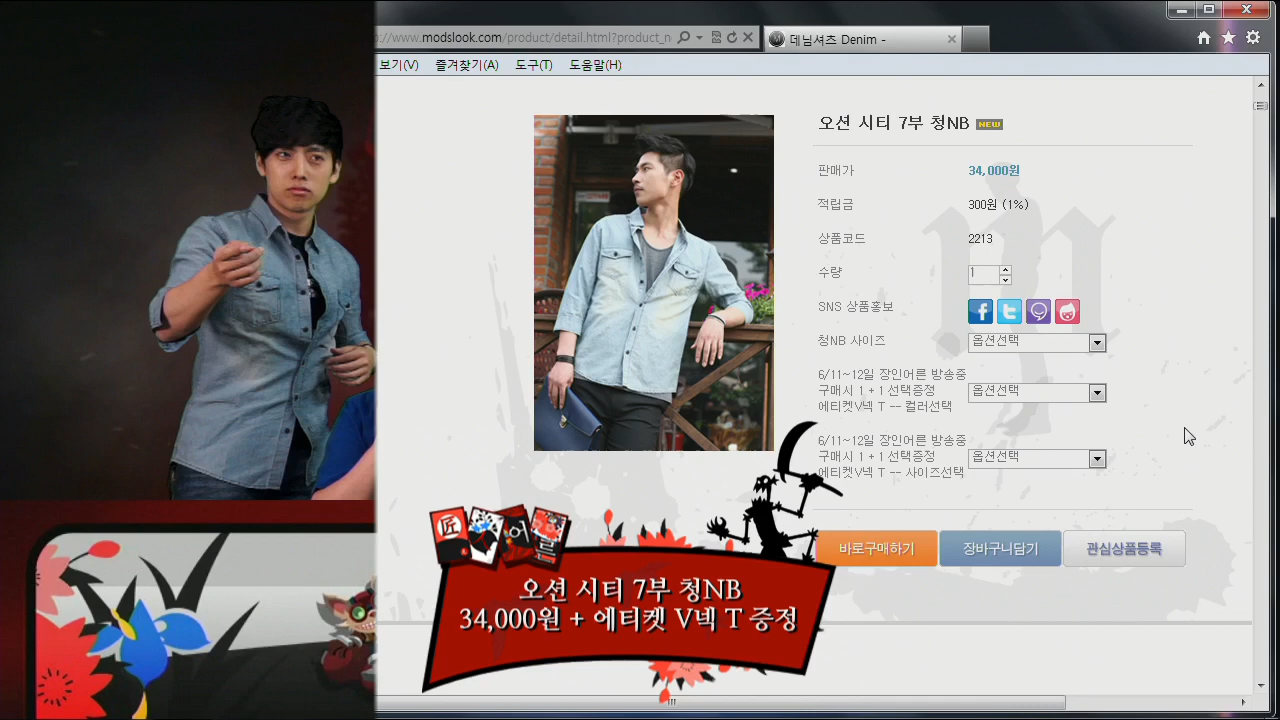 ://www.modslook.com/product/detail.html?product_n
데님셔츠 Denim -
보기(V) 즐겨찾기(A) 도구(T) 도움말(H)
오션 시티 7부 청NB NEW
판매가 34,000원
적립금 300원 (1%)
상품코드 2213
수량 1
SNS 상품홍보
청NB 사이즈 옵션선택
6/11~12일 장인어른 방송중
구매시 1 + 1 선택증정 옵션선택
에티켓V넥 T -- 컬러선택
6/11~12일 장인어른 방송중
구매시 1 + 1 선택증정 옵션선택
에티켓V넥 T -- 사이즈선택
바로구매하기 장바구니담기 관심상품등록
匠 어른
오션 시티 7부 청NB
34,000원 + 에티켓 V넥 T 증정